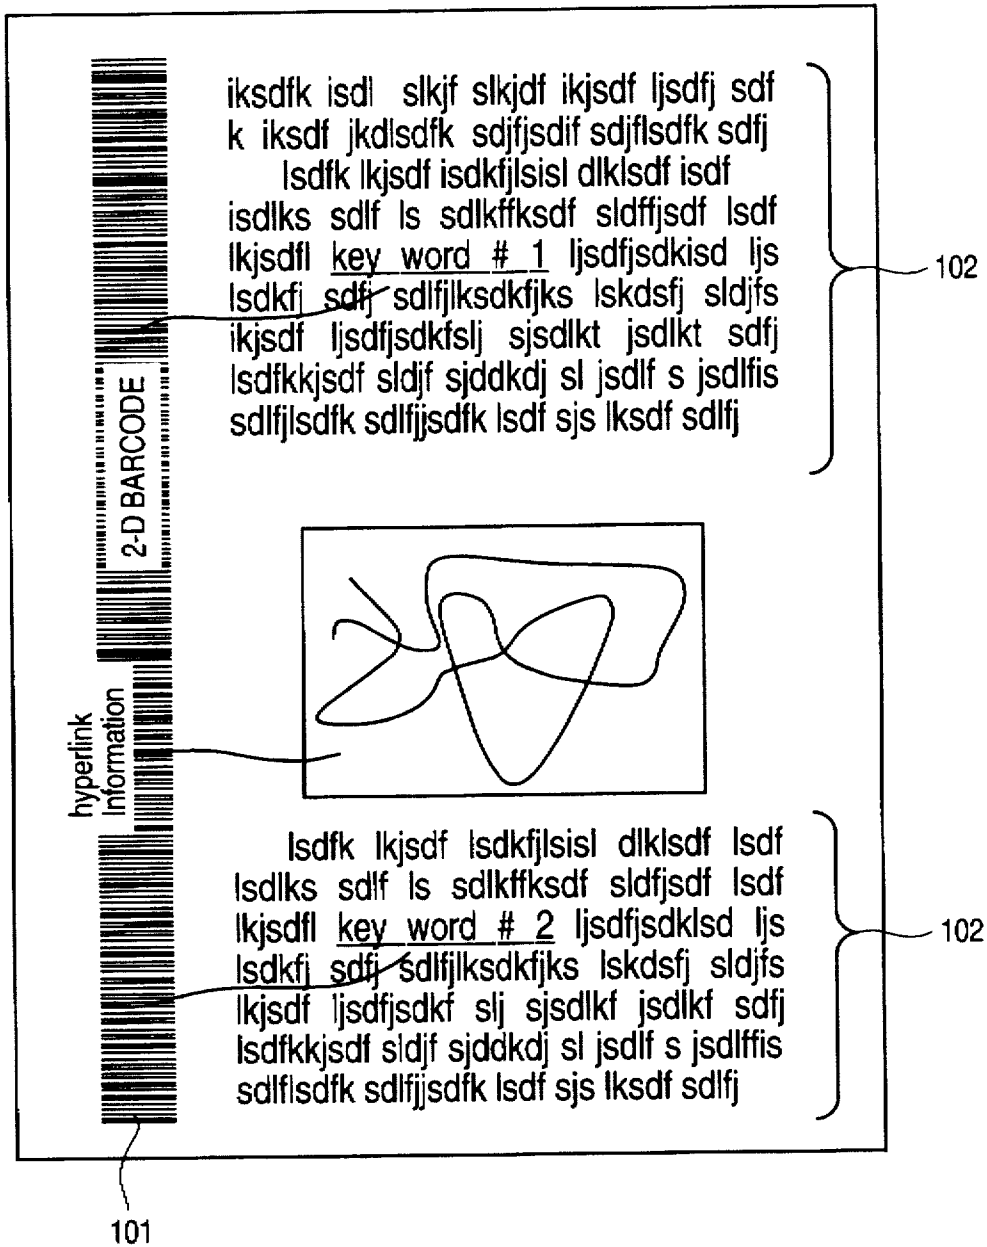 iksdfk isdl slkjf slkjdf ikjsdf ljsdfj sdf
k iksdf jkdlsdfk sdjfjsdif sdjflsdfk sdfj
lsdfk lkjsdf isdkfjlsisl dlklsdf isdf
isdlks sdlf ls sdlkffksdf sldffjsdf lsdf
lkjsdfl key word # 1 ljsdfjsdkisd ljs
lsdkfj sdfj sdlfjlksdkfjks lskdsfj sldjfs
ikjsdf ljsdfjsdkfslj sjsdlkt jsdlkt sdfj
lsdfkkjsdf sldjf sjddkdj sl jsdlf s jsdlfis
sdlfjlsdfk sdlfjjsdfk lsdf sjs lksdf sdlfj
102
2-D BARCODE
hyperlink
Information
lsdfk lkjsdf lsdkfjlsisl dlklsdf lsdf
lsdlks sdlf ls sdlkffksdf sldfjsdf lsdf
lkjsdfl key word # 2 ljsdfjsdklsd ljs
lsdkfj sdfj sdlfjlksdkfjks lskdsfj sldjfs
lkjsdf ljsdfjsdkf slj sjsdlkf jsdlkf sdfj
lsdfkkjsdf sldjf sjddkdj sl jsdlf s jsdlffis
sdlflsdfk sdlfjjsdfk lsdf sjs lksdf sdlfj
102
101